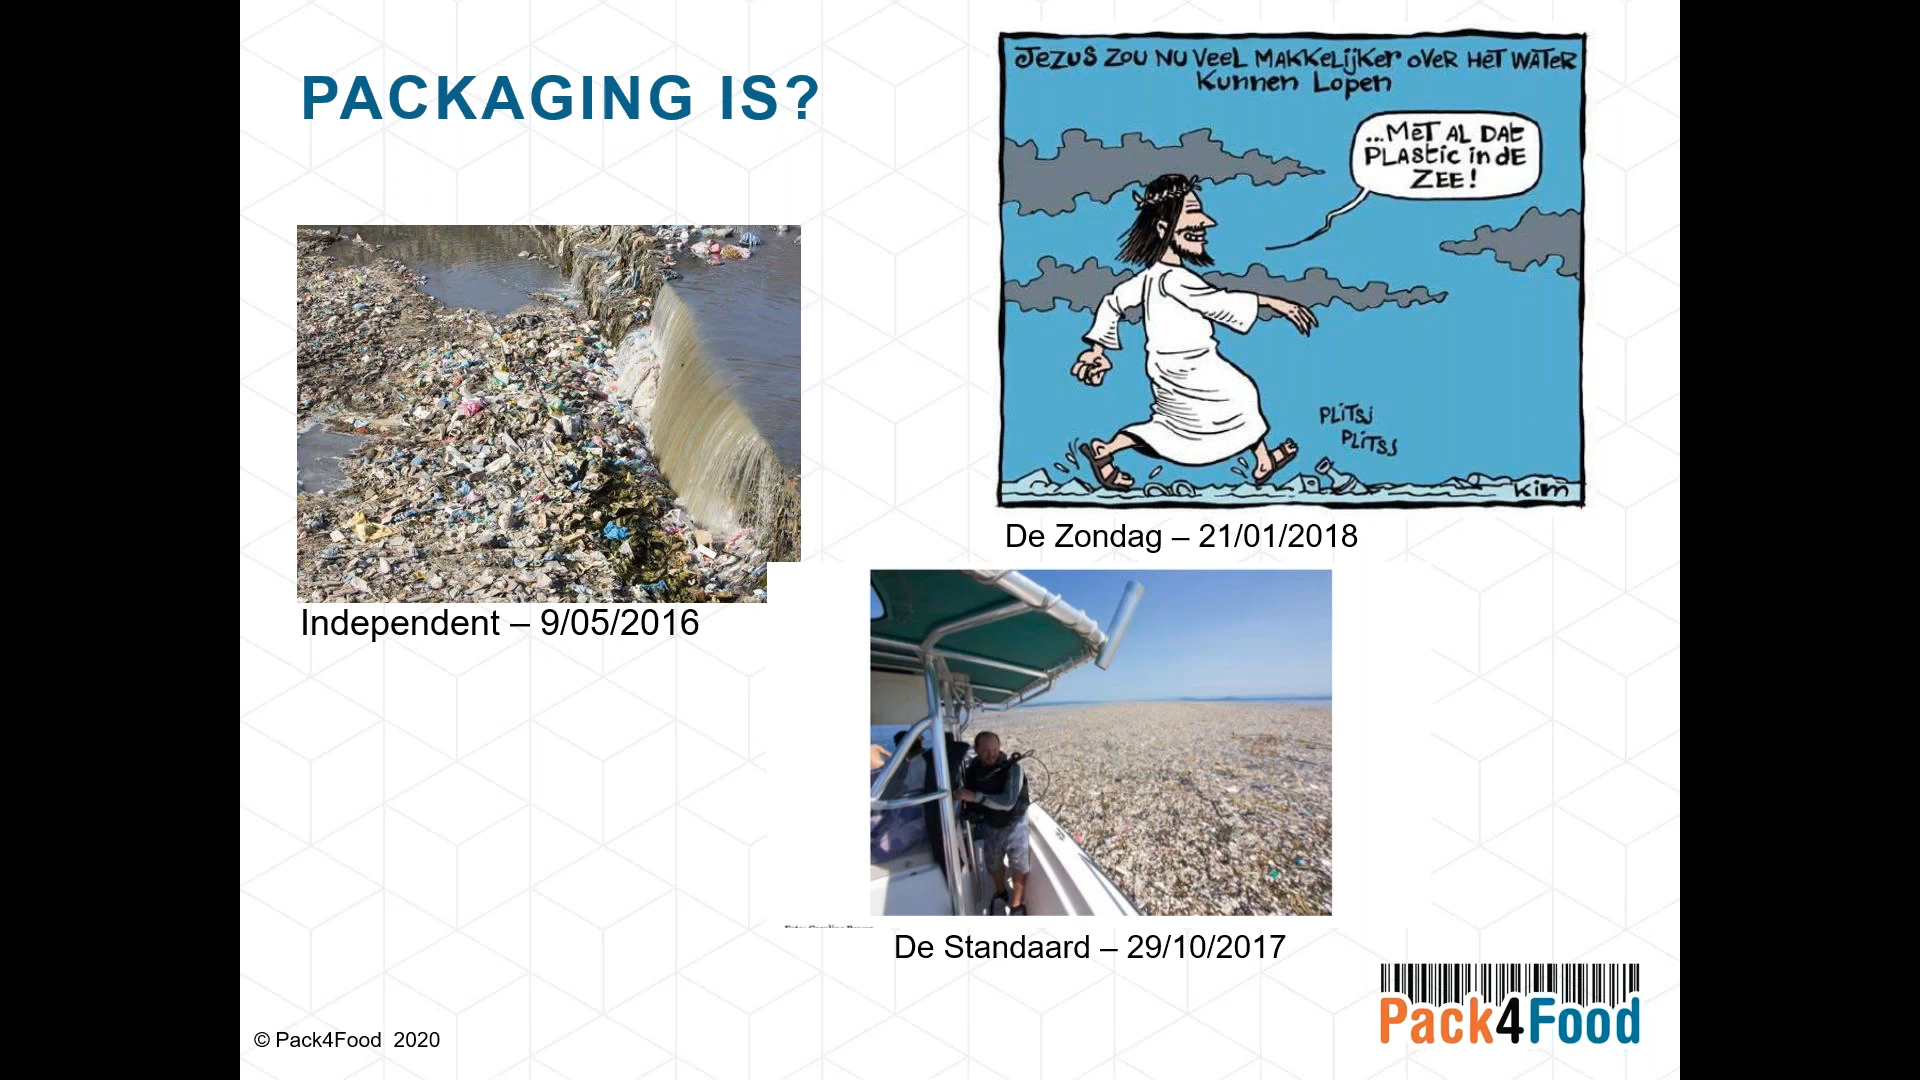 PACKAGING IS?
JEZUS ZOU NU VEEL MAKKELIJKER OVER HET WATER
KUNNEN LOPEN
...MET AL DAT
PLASTIC IN DE
ZEE!
PLITSJ
PLITSJ
KIM
De Zondag – 21/01/2018
Independent – 9/05/2016
De Standaard – 29/10/2017
Pack4Food
© Pack4Food 2020